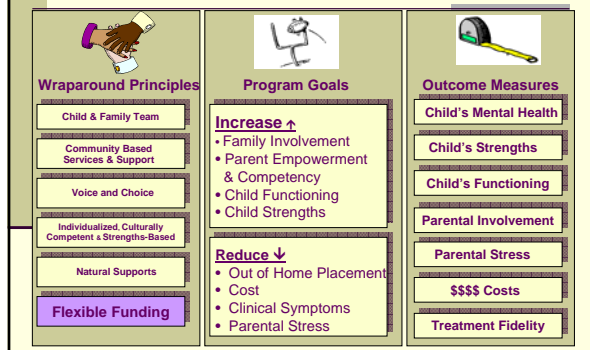 Wraparound Principles
Child & Family Team
Community Based
Services & Support
Voice and Choice
Individualized, Culturally
Competent & Strengths-Based
Natural Supports
Flexible Funding
Program Goals
Increase ↑
• Family Involvement
• Parent Empowerment
& Competency
• Child Functioning
• Child Strengths
Reduce ↓
• Out of Home Placement
• Cost
• Clinical Symptoms
• Parental Stress
Outcome Measures
Child's Mental Health
Child's Strengths
Child's Functioning
Parental Involvement
Parental Stress
$$$$ Costs
Treatment Fidelity